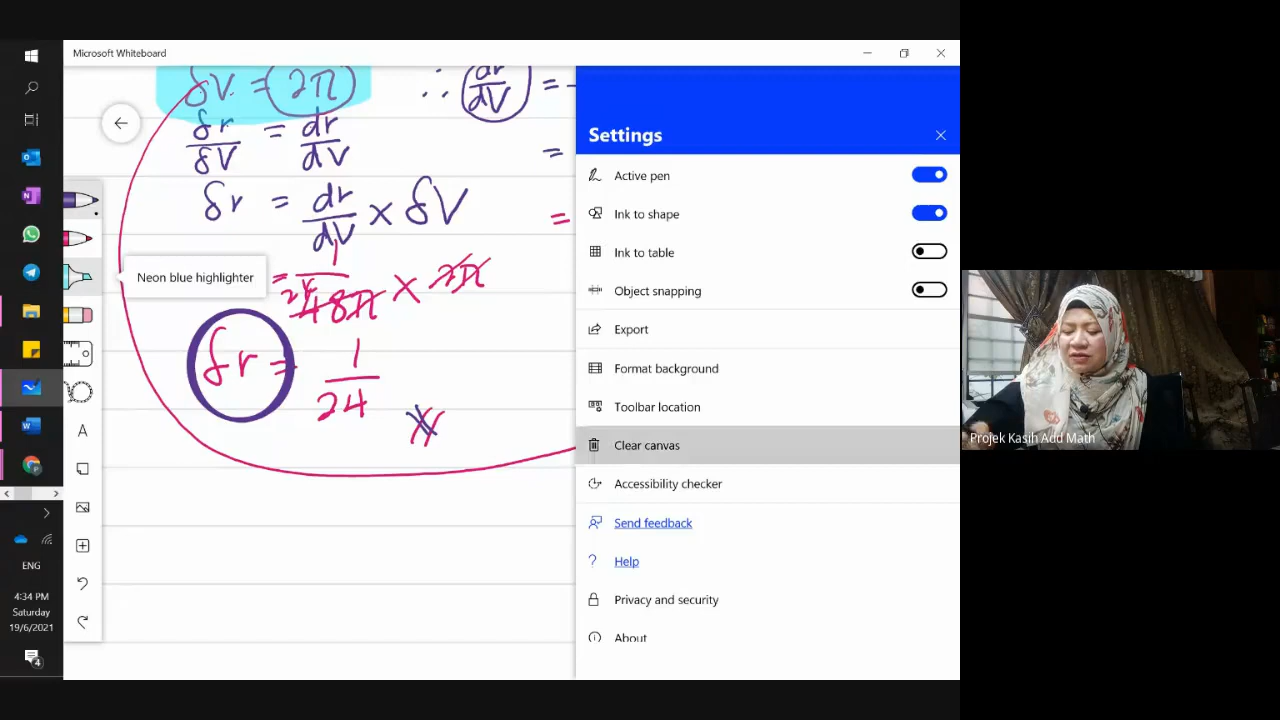 Microsoft Whiteboard
δV = 2π
∴ dr/dV = -
δr/δV = dr/dV
=
δr = dr/dV × δV
=
= 1/48π × 2π
24
δr = 1/24
Neon blue highlighter
Settings
Active pen
Ink to shape
Ink to table
Object snapping
Export
Format background
Toolbar location
Clear canvas
Accessibility checker
Send feedback
Help
Privacy and security
About
A
ENG
4:34 PM
Saturday
19/6/2021
4
Projek Kasih Add Math